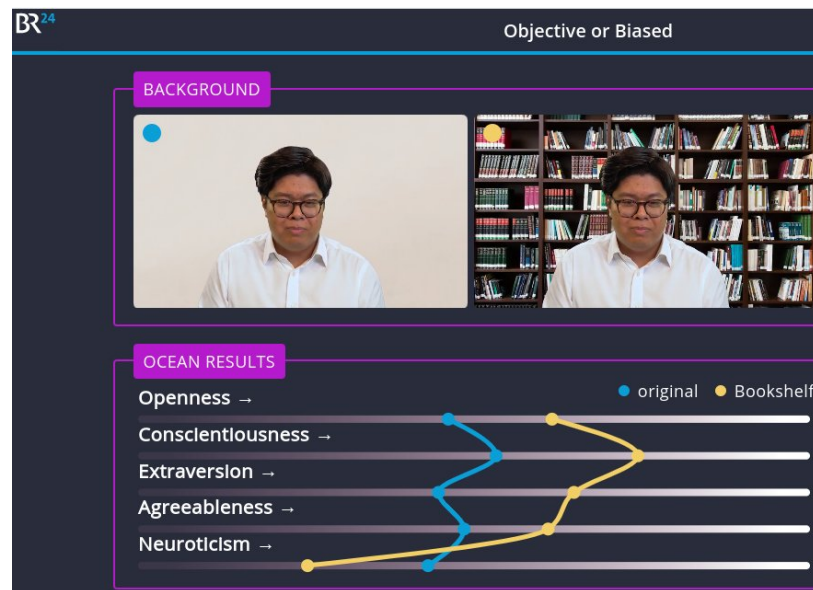 BR24
Objective or Biased
BACKGROUND
OCEAN RESULTS
original
Bookshelf
Openness →
Conscientiousness →
Extraversion →
Agreeableness →
Neuroticism →